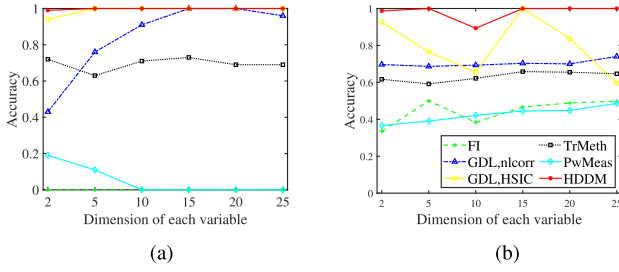 1
0.8
0.6
0.4
0.2
0
Accuracy
2 5 10 15 20 25
Dimension of each variable
(a)
1
0.8
0.6
0.4
0.2
0
Accuracy
FI
GDL,nlcorr
GDL,HSIC
TrMeth
PwMeas
HDDM
2 5 10 15 20 25
Dimension of each variable
(b)